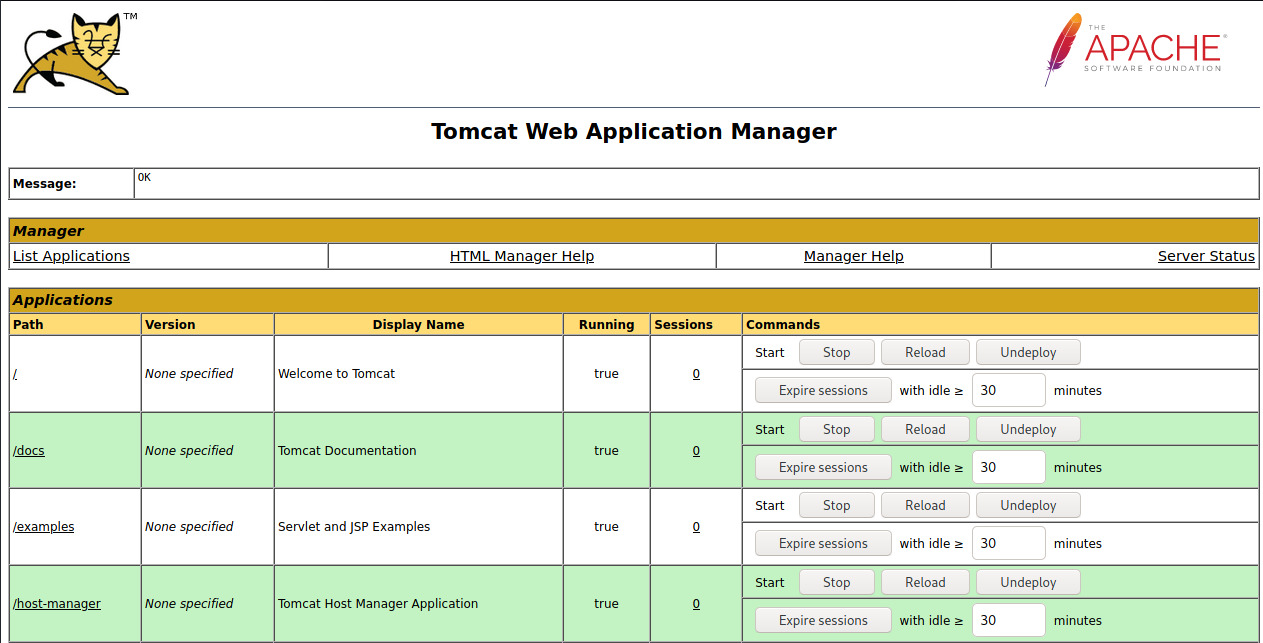 TM
THE
APACHE®
SOFTWARE FOUNDATION
Tomcat Web Application Manager
Message: OK
Manager
List Applications HTML Manager Help Manager Help Server Status
Applications
Path Version Display Name Running Sessions Commands
/ None specified Welcome to Tomcat true 0 Start Stop Reload Undeploy
Expire sessions with idle ≥ 30 minutes
/docs None specified Tomcat Documentation true 0 Start Stop Reload Undeploy
Expire sessions with idle ≥ 30 minutes
/examples None specified Servlet and JSP Examples true 0 Start Stop Reload Undeploy
Expire sessions with idle ≥ 30 minutes
/host-manager None specified Tomcat Host Manager Application true 0 Start Stop Reload Undeploy
Expire sessions with idle ≥ 30 minutes